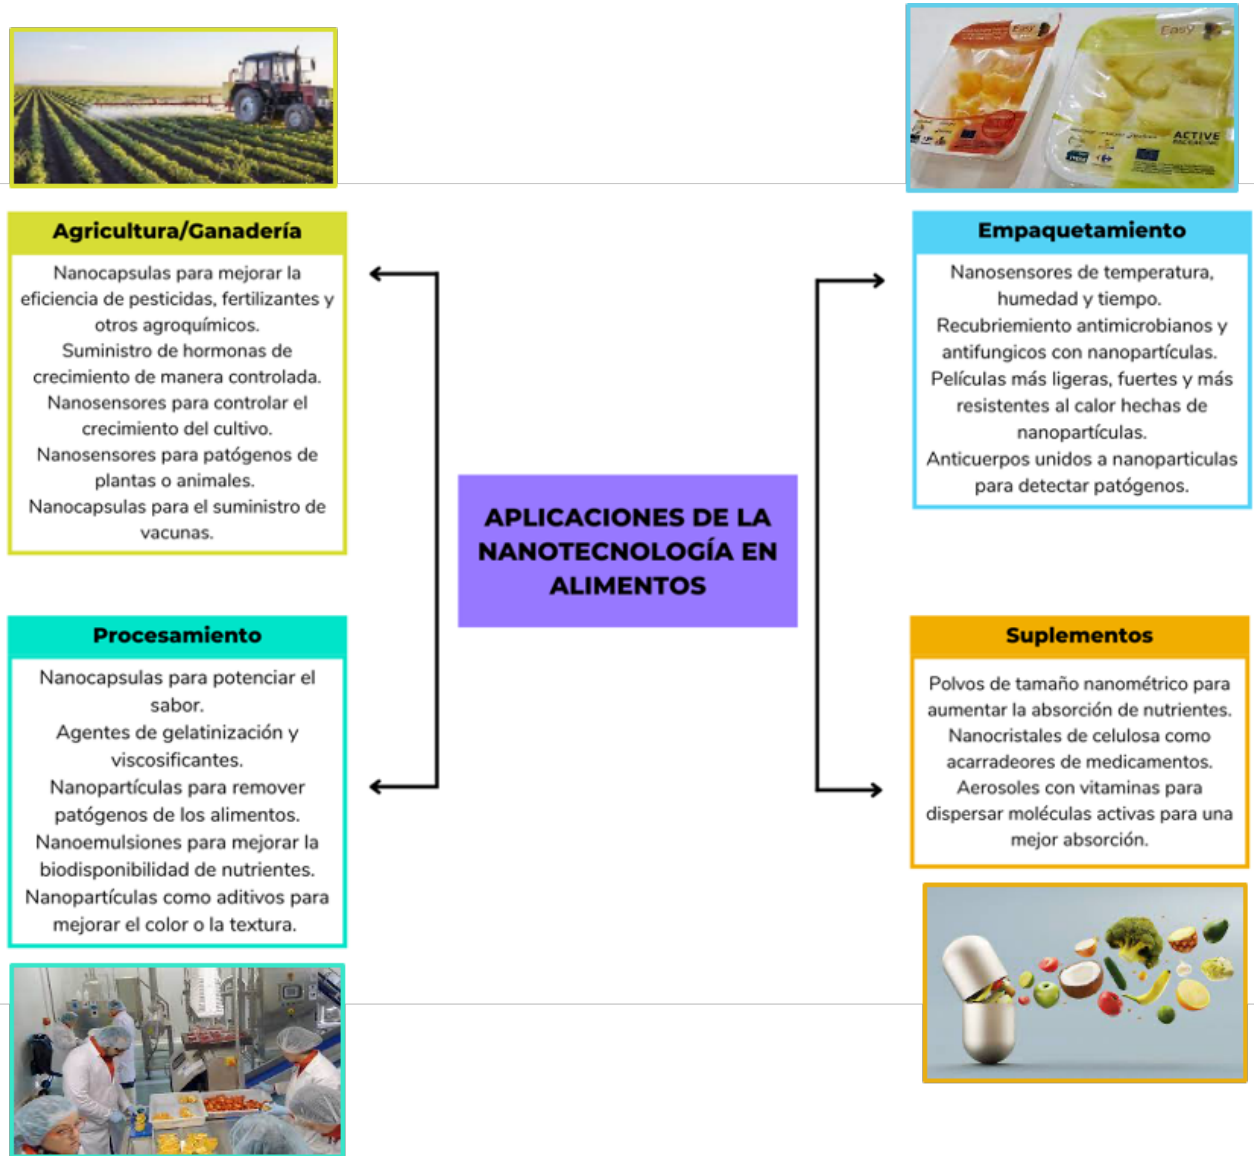 Easy
Easy
ACTIVE
PACKAGING
Agricultura/Ganadería
Nanocapsulas para mejorar la
eficiencia de pesticidas, fertilizantes y
otros agroquímicos.
Suministro de hormonas de
crecimiento de manera controlada.
Nanosensores para controlar el
crecimiento del cultivo.
Nanosensores para patógenos de
plantas o animales.
Nanocapsulas para el suministro de
vacunas.
Empaquetamiento
Nanosensores de temperatura,
humedad y tiempo.
Recubriemiento antimicrobianos y
antifungicos con nanopartículas.
Películas más ligeras, fuertes y más
resistentes al calor hechas de
nanopartículas.
Anticuerpos unidos a nanoparticulas
para detectar patógenos.
APLICACIONES DE LA
NANOTECNOLOGÍA EN
ALIMENTOS
Procesamiento
Nanocapsulas para potenciar el
sabor.
Agentes de gelatinización y
viscosificantes.
Nanopartículas para remover
patógenos de los alimentos.
Nanoemulsiones para mejorar la
biodisponibilidad de nutrientes.
Nanopartículas como aditivos para
mejorar el color o la textura.
Suplementos
Polvos de tamaño nanométrico para
aumentar la absorción de nutrientes.
Nanocristales de celulosa como
acarradeores de medicamentos.
Aerosoles con vitaminas para
dispersar moléculas activas para una
mejor absorción.